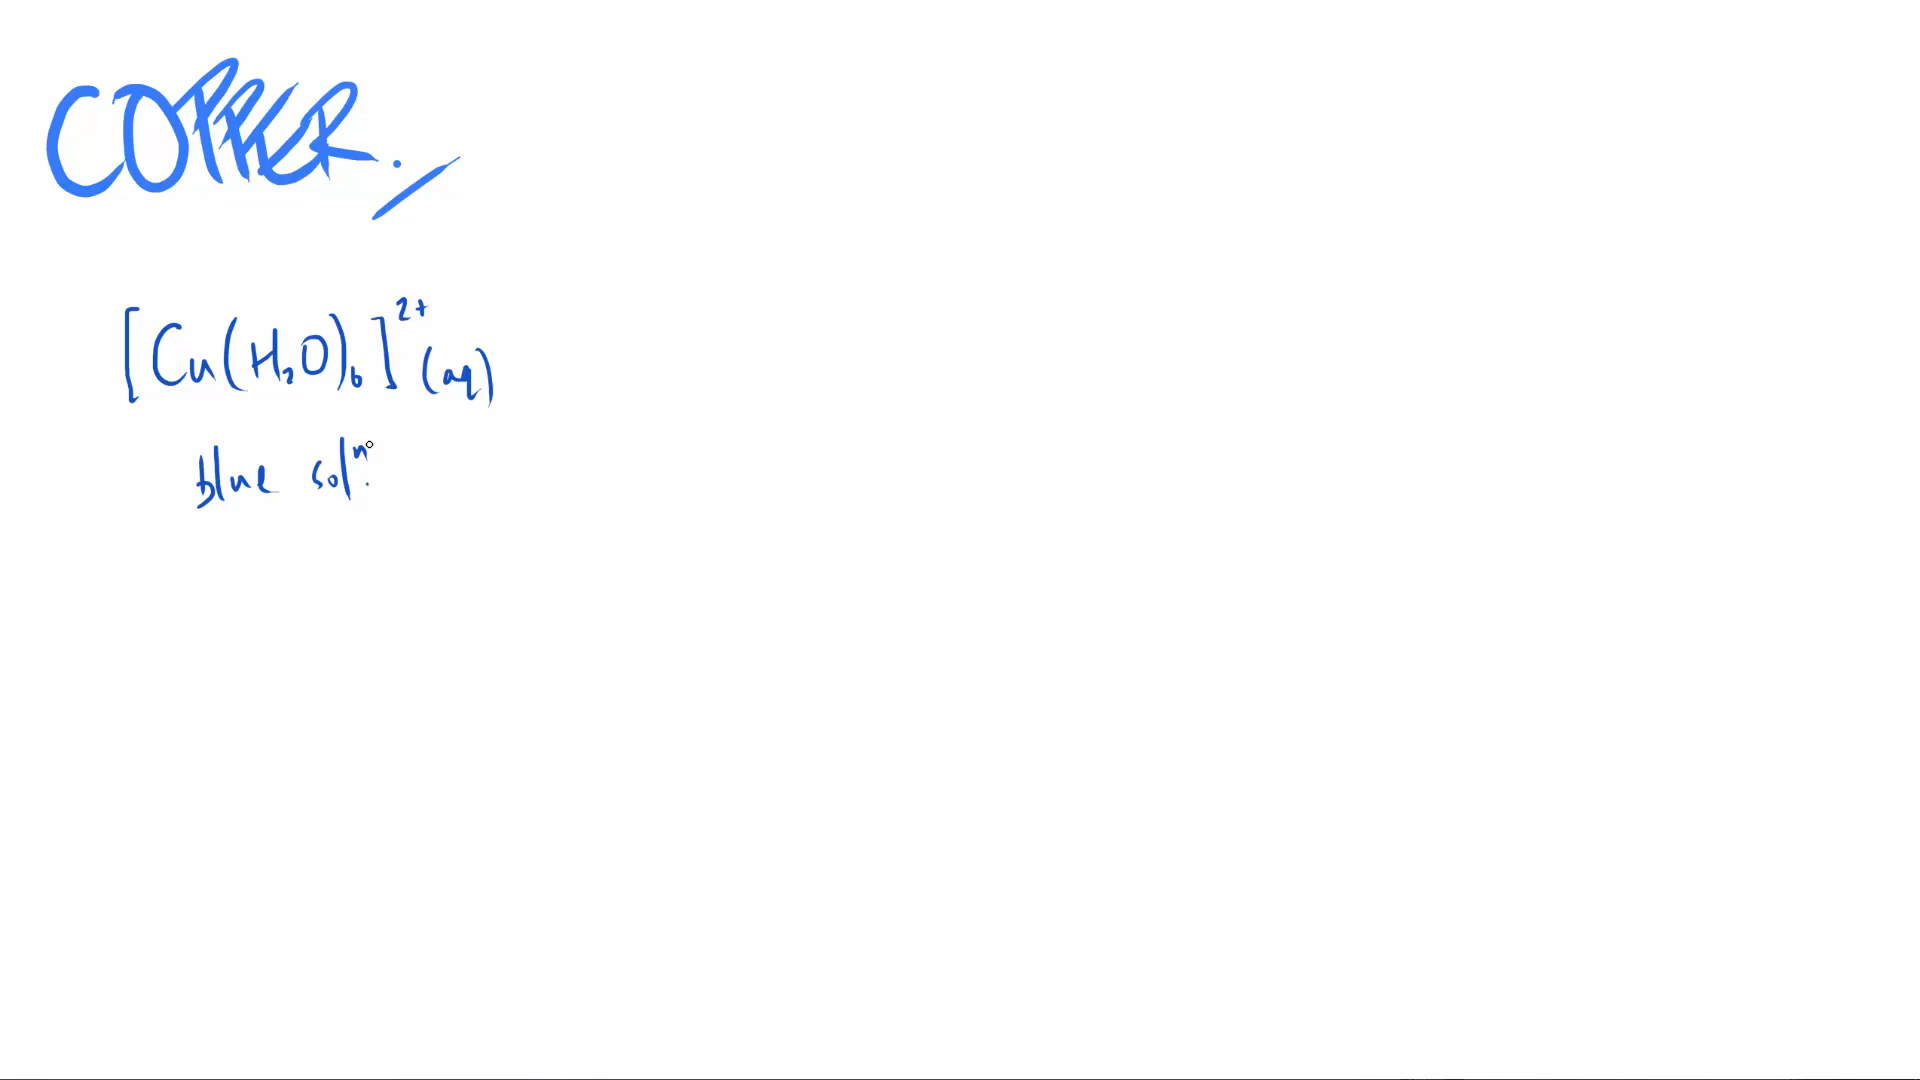 COPPER.
[Cu(H₂O)₆]²⁺(aq)
blue solⁿ.